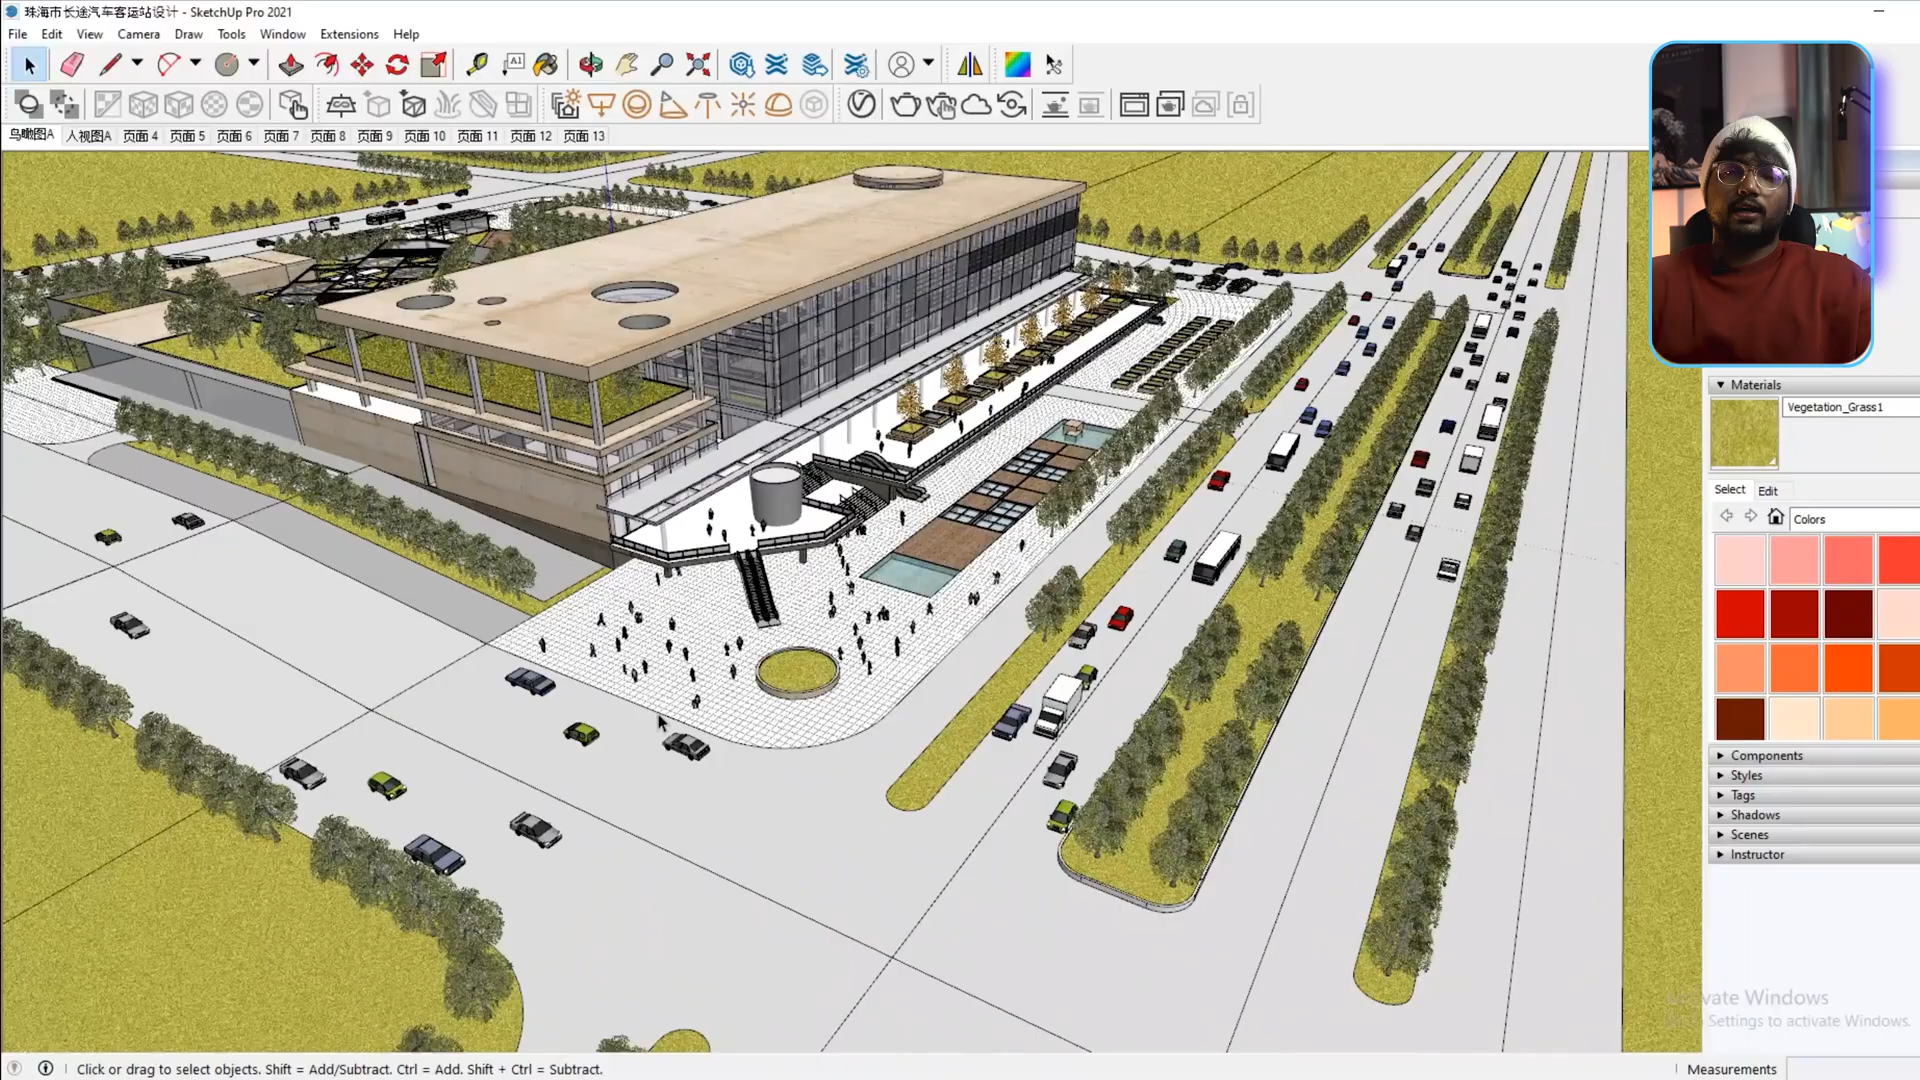 珠海市长途汽车客运站设计 - SketchUp Pro 2021
File Edit View Camera Draw Tools Window Extensions Help
A1
鸟瞰图A 人视图A 页面 4 页面 5 页面 6 页面 7 页面 8 页面 9 页面 10 页面 11 页面 12 页面 13
Materials
Vegetation_Grass1
Select Edit
Colors
Components
Styles
Tags
Shadows
Scenes
Instructor
vate Windows
Settings to activate Windows.
Click or drag to select objects. Shift = Add/Subtract. Ctrl = Add. Shift + Ctrl = Subtract.
Measurements